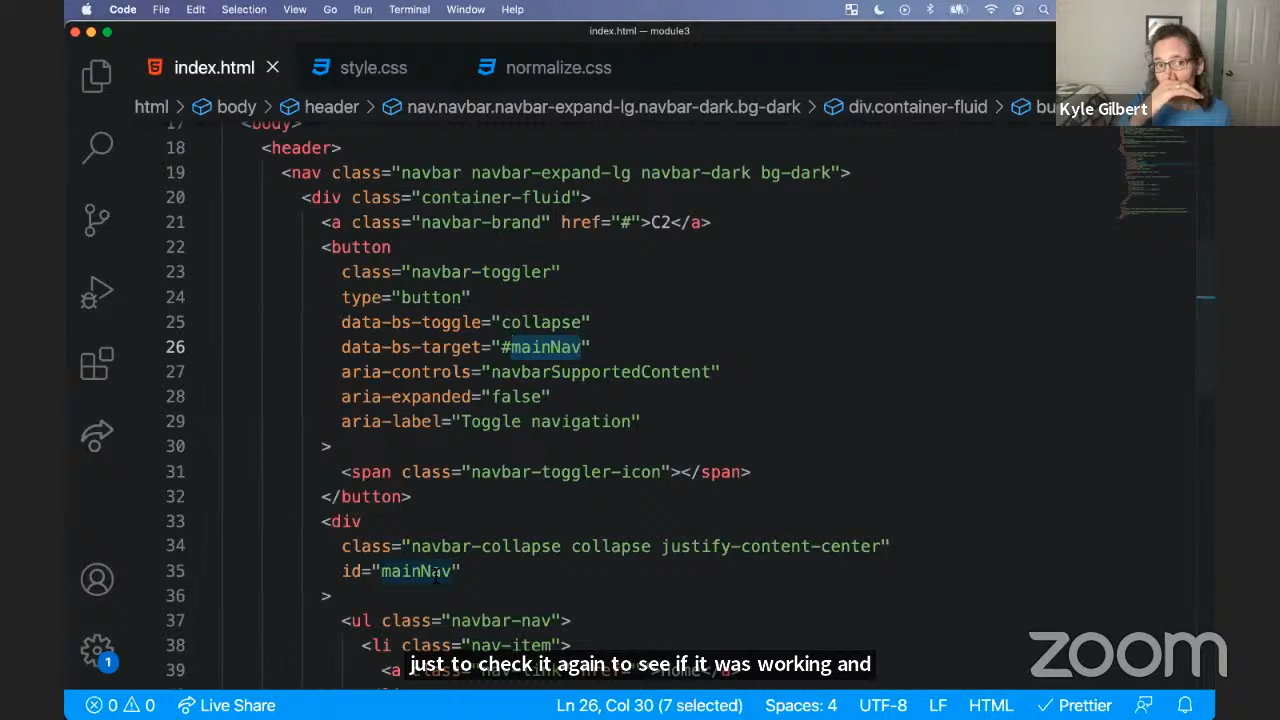 Code File Edit Selection View Go Run Terminal Window Help
index.html — module3
index.html style.css normalize.css
html > body > header > nav.navbar.navbar-expand-lg.navbar-dark.bg-dark > div.container-fluid > bu
Kyle Gilbert
<body>
18 <header>
19 <nav class="navbar navbar-expand-lg navbar-dark bg-dark">
20 <div class="container-fluid">
21 <a class="navbar-brand" href="#">C2</a>
22 <button
23 class="navbar-toggler"
24 type="button"
25 data-bs-toggle="collapse"
26 data-bs-target="#mainNav"
27 aria-controls="navbarSupportedContent"
28 aria-expanded="false"
29 aria-label="Toggle navigation"
30 >
31 <span class="navbar-toggler-icon"></span>
32 </button>
33 <div
34 class="navbar-collapse collapse justify-content-center"
35 id="mainNav"
36 >
37 <ul class="navbar-nav">
38 <li class="nav-item">
just to check it again to see if it was working and
39 <a
zoom
1
0 0 Live Share Ln 26, Col 30 (7 selected) Spaces: 4 UTF-8 LF HTML Prettier